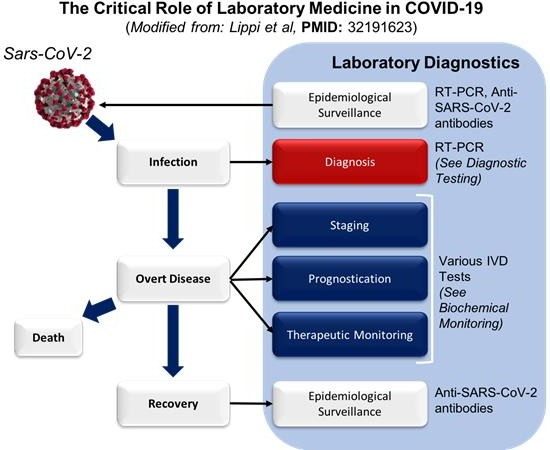 The Critical Role of Laboratory Medicine in COVID-19
(Modified from: Lippi et al, PMID: 32191623)
Sars-CoV-2
Laboratory Diagnostics
Epidemiological
Surveillance
RT-PCR, Anti-
SARS-CoV-2
antibodies
Infection
Diagnosis
RT-PCR
(See Diagnostic
Testing)
Staging
Overt Disease
Prognostication
Various IVD
Tests
(See
Biochemical
Monitoring)
Death
Therapeutic Monitoring
Recovery
Epidemiological
Surveillance
Anti-SARS-CoV-2
antibodies